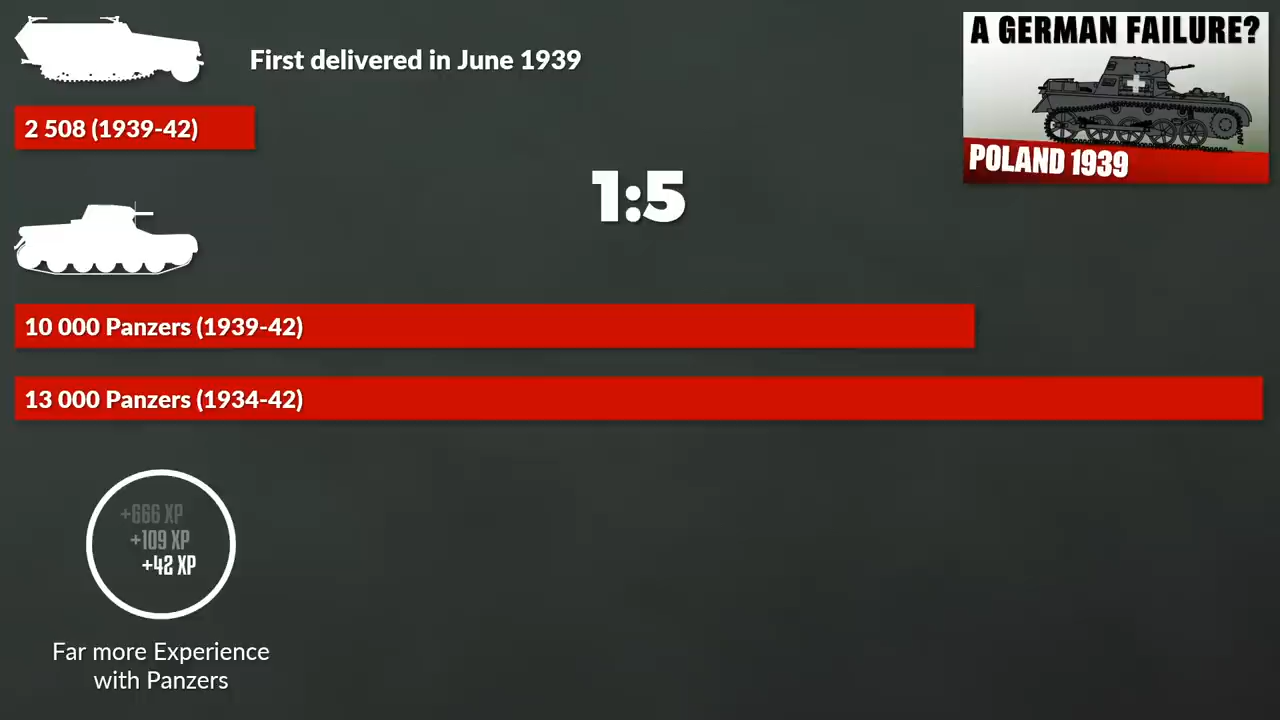 First delivered in June 1939
2 508 (1939-42)
A GERMAN FAILURE?
POLAND 1939
1:5
10 000 Panzers (1939-42)
13 000 Panzers (1934-42)
+666 XP
+109 XP
+42 XP
Far more Experience
with Panzers